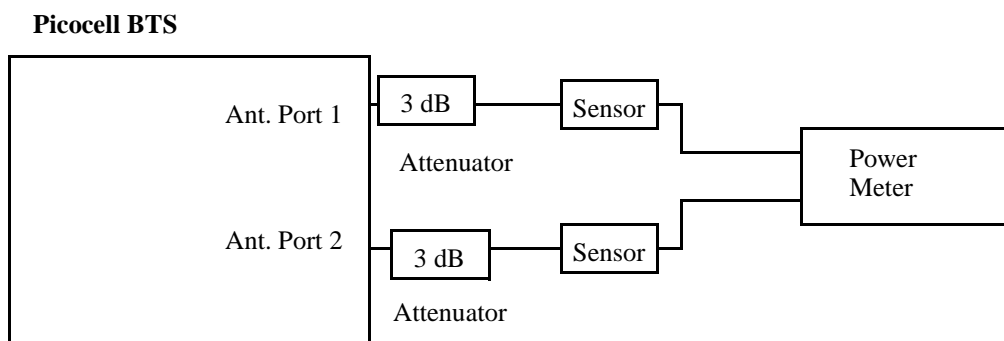 Picocell BTS
Ant. Port 1
3 dB
Sensor
Attenuator
Power
Meter
Ant. Port 2
3 dB
Sensor
Attenuator